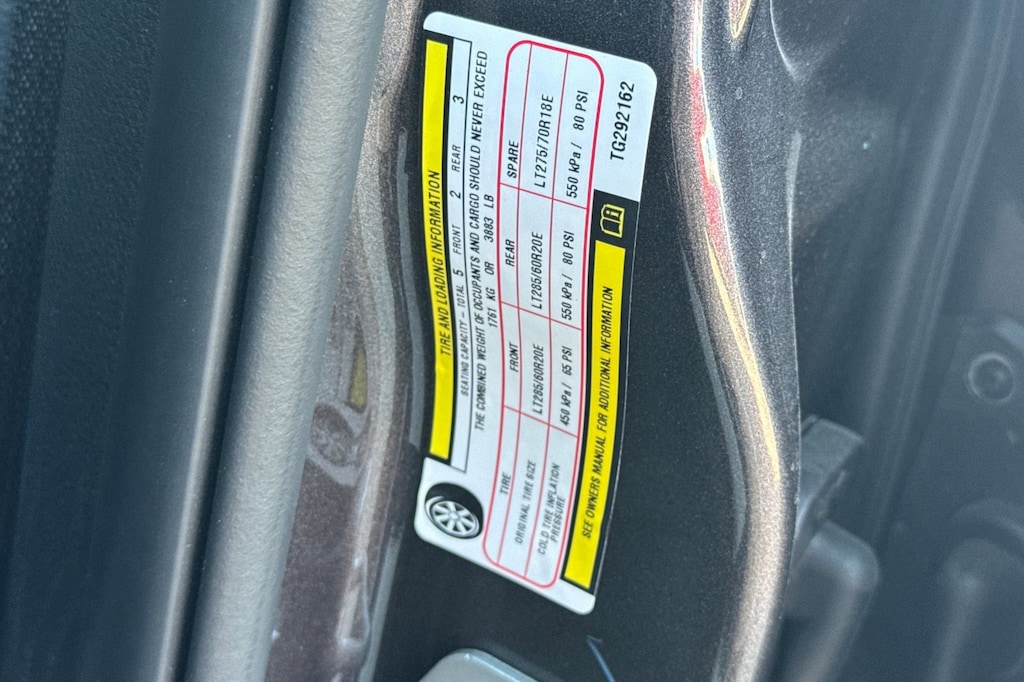 TIRE AND LOADING INFORMATION
SEATING CAPACITY – TOTAL 5 FRONT 2 REAR 3
THE COMBINED WEIGHT OF OCCUPANTS AND CARGO SHOULD NEVER EXCEED
1761 KG OR 3883 LB
TIRE FRONT REAR SPARE
ORIGINAL TIRE SIZE LT285/60R20E LT285/60R20E LT275/70R18E
COLD TIRE INFLATION
PRESSURE 450 kPa / 65 PSI 550 kPa / 80 PSI 550 kPa / 80 PSI
SEE OWNERS MANUAL FOR ADDITIONAL INFORMATION
TG292162